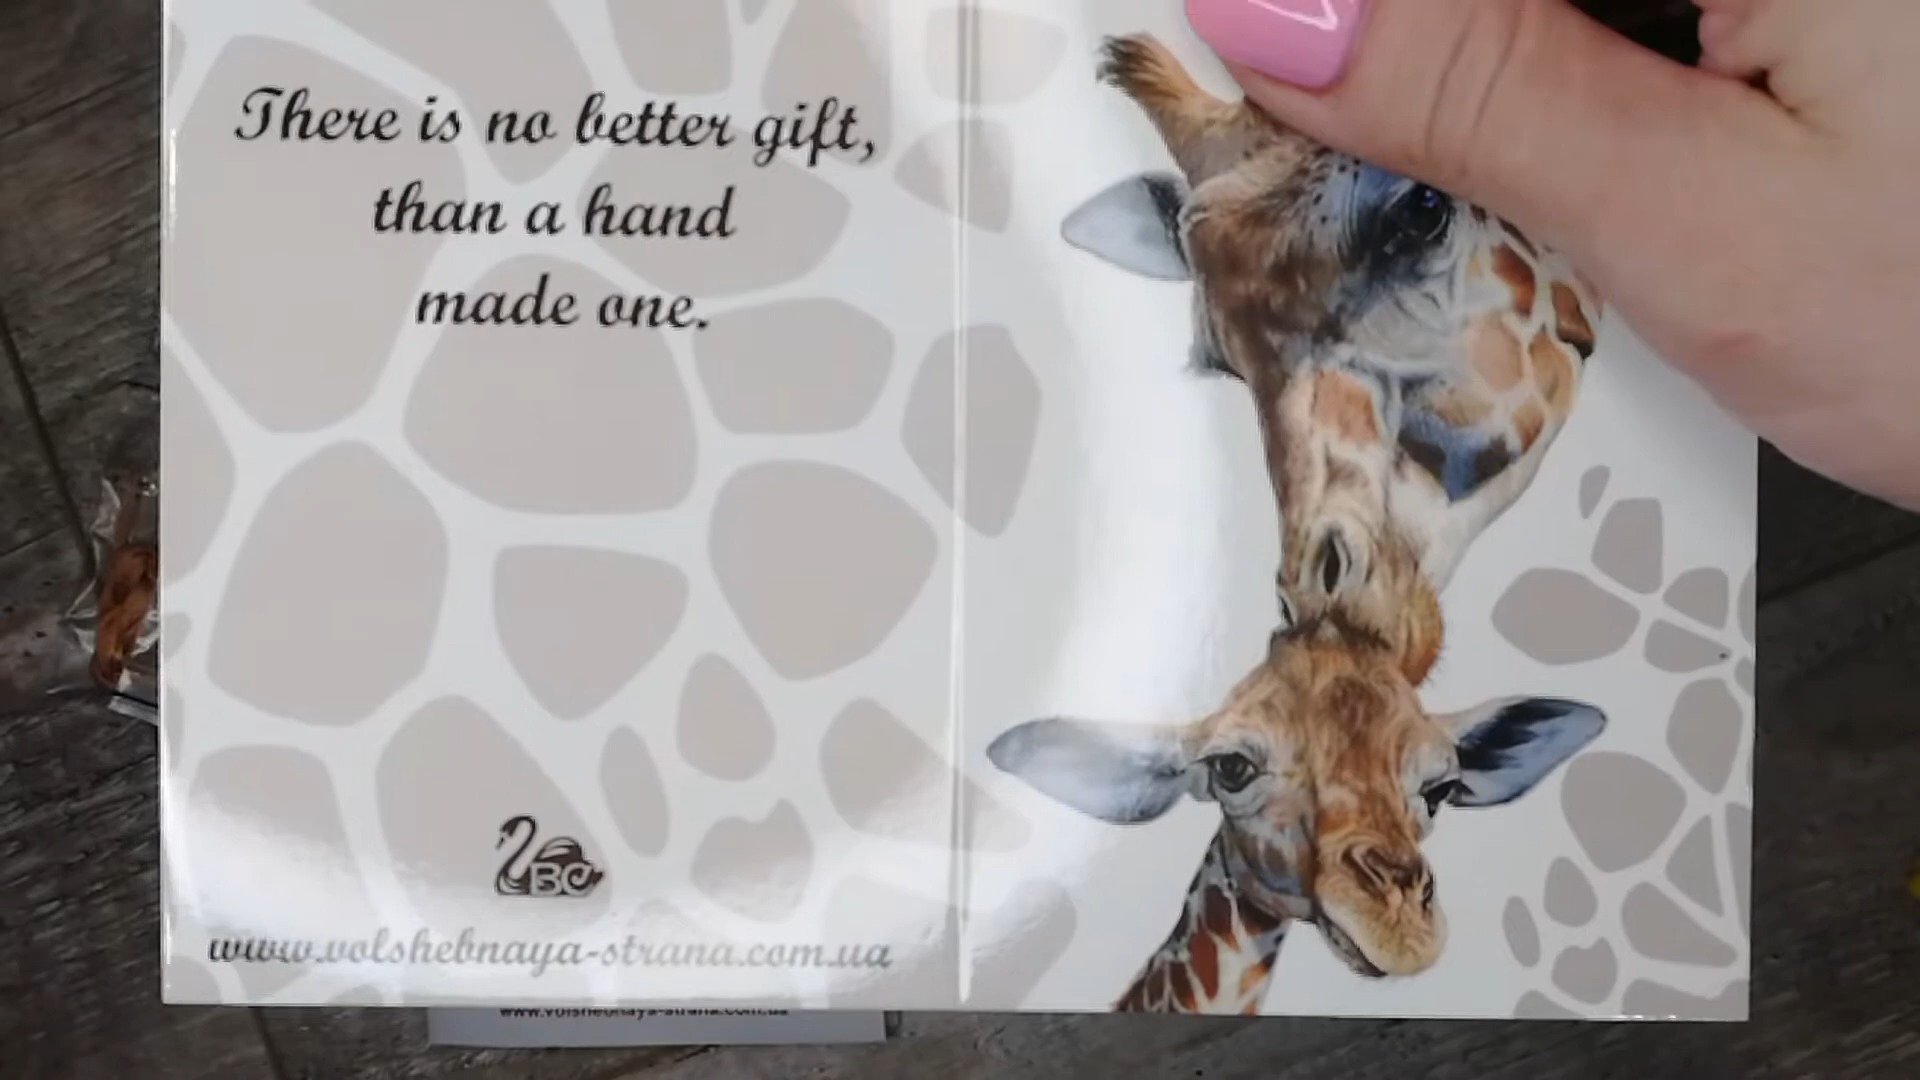 There is no better gift,
than a hand
made one.
BC
www.volshebnaya-strana.com.ua
www.volshebnaya-strana.com.ua